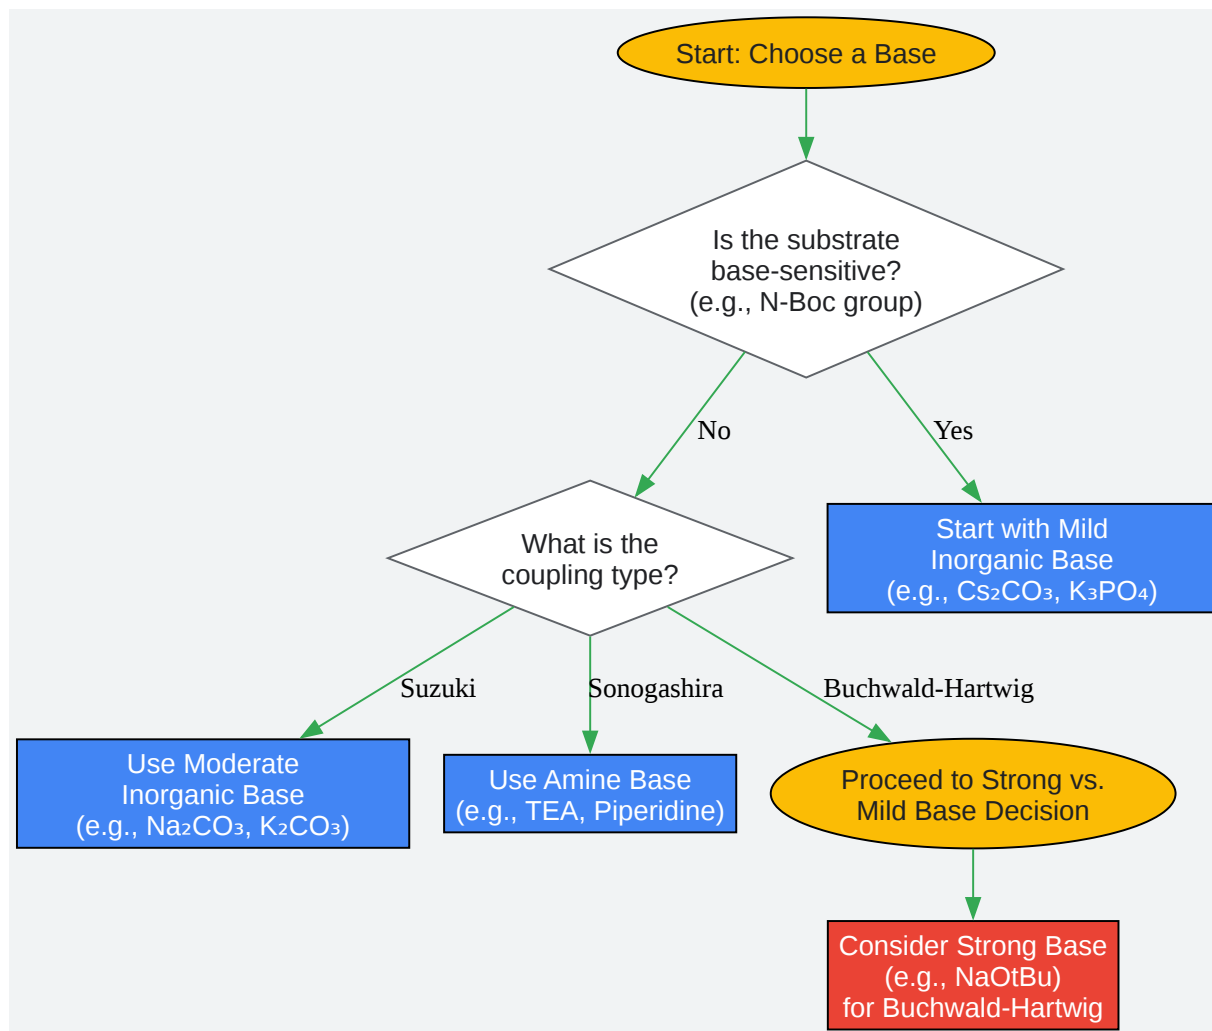 Start: Choose a Base
Is the substrate
base-sensitive?
(e.g., N-Boc group)
No
Yes
What is the
coupling type?
Start with Mild
Inorganic Base
(e.g., Cs₂CO₃, K₃PO₄)
Suzuki
Sonogashira
Buchwald-Hartwig
Use Moderate
Inorganic Base
(e.g., Na₂CO₃, K₂CO₃)
Use Amine Base
(e.g., TEA, Piperidine)
Proceed to Strong vs.
Mild Base Decision
Consider Strong Base
(e.g., NaOtBu)
for Buchwald-Hartwig